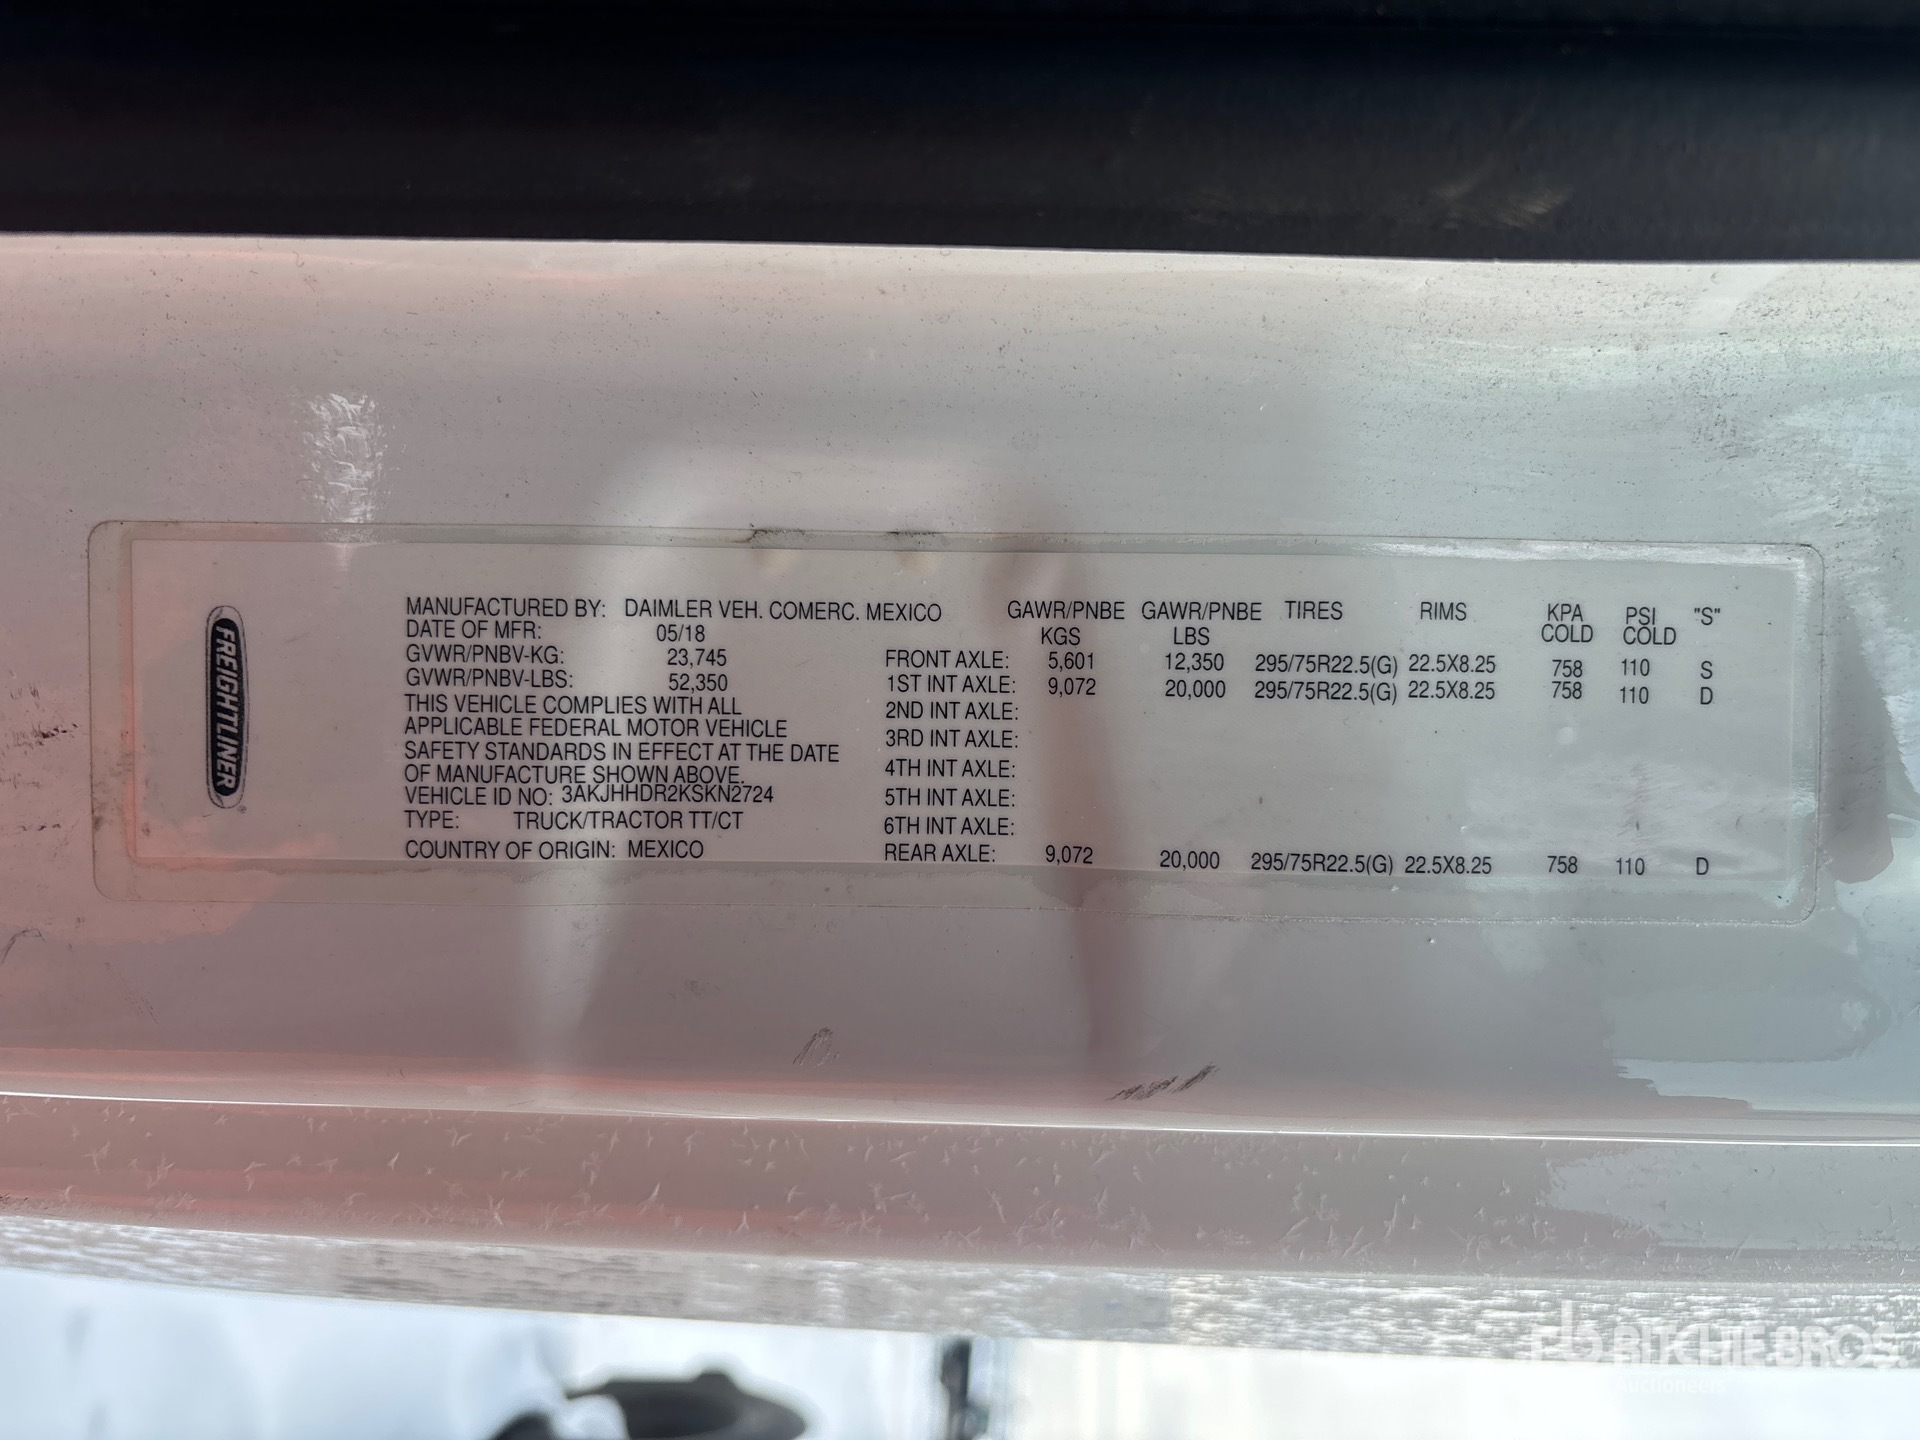 FREIGHTLINER
MANUFACTURED BY: DAIMLER VEH. COMERC. MEXICO
DATE OF MFR: 05/18
GVWR/PNBV-KG: 23,745
GVWR/PNBV-LBS: 52,350
THIS VEHICLE COMPLIES WITH ALL
APPLICABLE FEDERAL MOTOR VEHICLE
SAFETY STANDARDS IN EFFECT AT THE DATE
OF MANUFACTURE SHOWN ABOVE.
VEHICLE ID NO: 3AKJHHDR2KSKN2724
TYPE: TRUCK/TRACTOR TT/CT
COUNTRY OF ORIGIN: MEXICO
GAWR/PNBE GAWR/PNBE TIRES RIMS KPA PSI "S"
KGS LBS COLD COLD
FRONT AXLE: 5,601 12,350 295/75R22.5(G) 22.5X8.25 758 110 S
1ST INT AXLE: 9,072 20,000 295/75R22.5(G) 22.5X8.25 758 110 D
2ND INT AXLE:
3RD INT AXLE:
4TH INT AXLE:
5TH INT AXLE:
6TH INT AXLE:
REAR AXLE: 9,072 20,000 295/75R22.5(G) 22.5X8.25 758 110 D
RITCHIE BROS.
Auctioneers